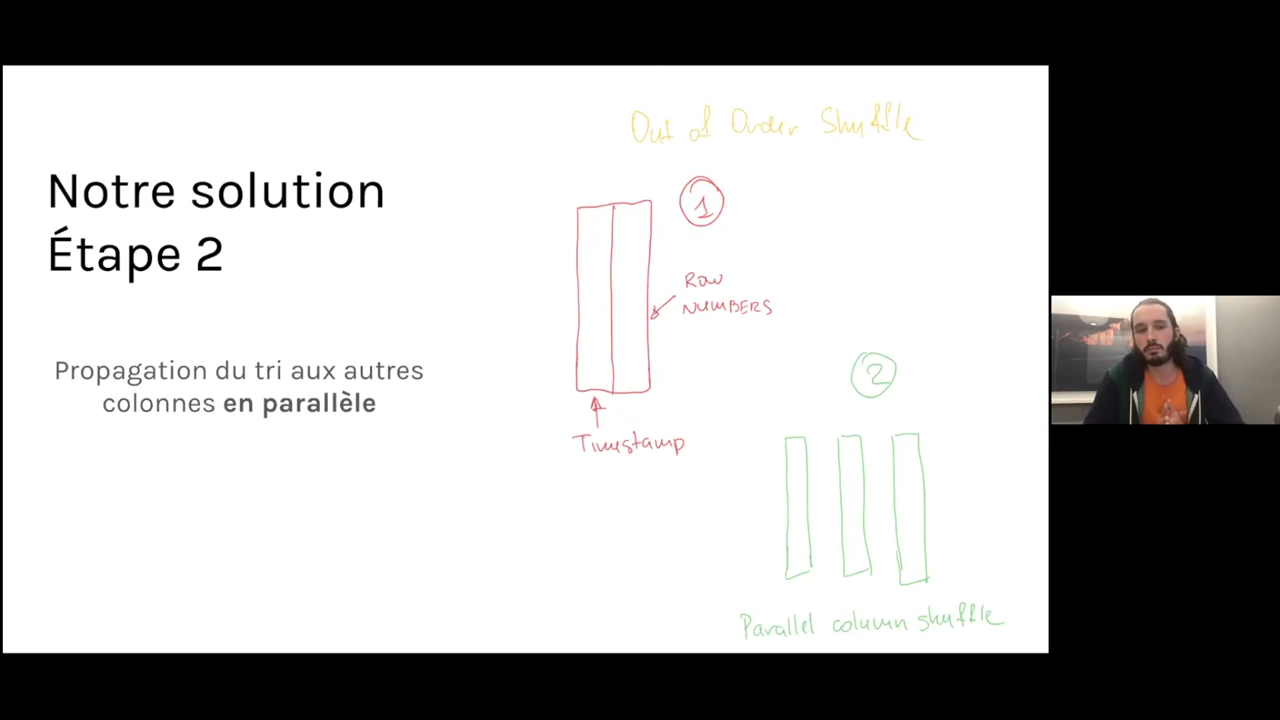 Notre solution
Étape 2
Propagation du tri aux autres
colonnes en parallèle
Out of Order Shuffle
1
Row
NUMBERS
Timestamp
2
Parallel column shuffle